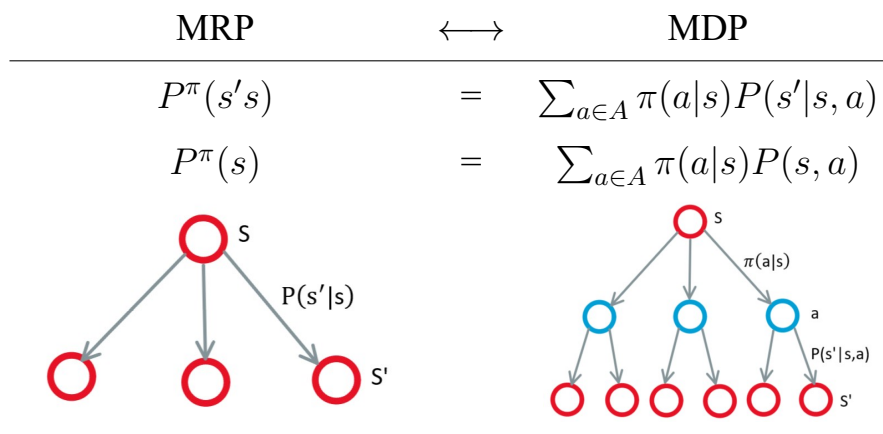 MRP ⟷ MDP
P^π(s's) = ∑_{a∈A} π(a|s)P(s'|s, a)
P^π(s) = ∑_{a∈A} π(a|s)P(s, a)
S
P(s'|s)
S'
s
π(a|s)
a
P(s'|s,a)
S'